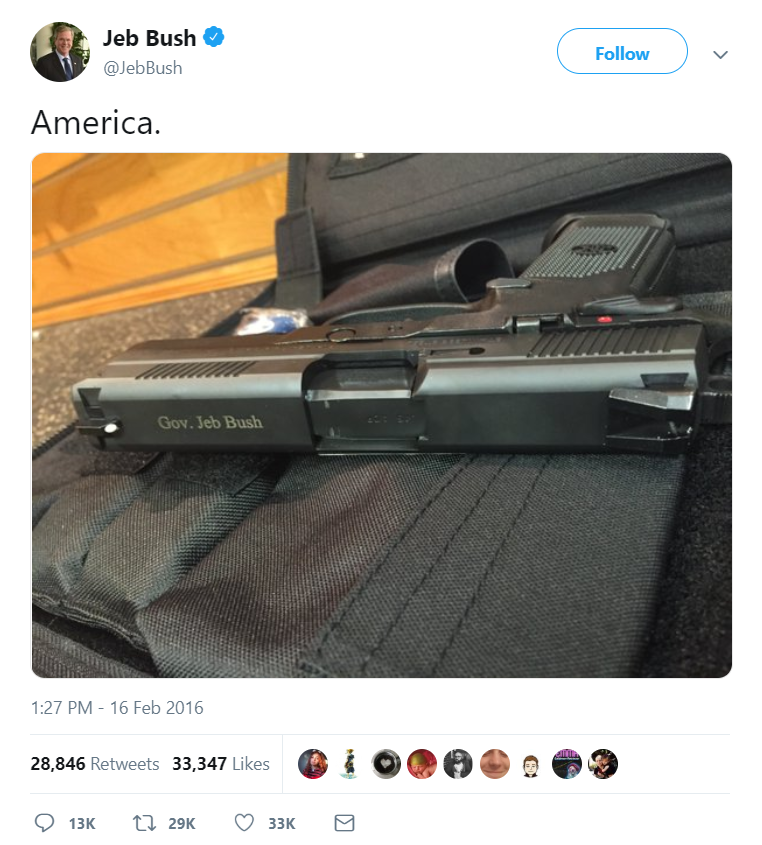 Jeb Bush
@JebBush
Follow
America.
Gov. Jeb Bush
1:27 PM - 16 Feb 2016
28,846 Retweets 33,347 Likes
13K 29K 33K